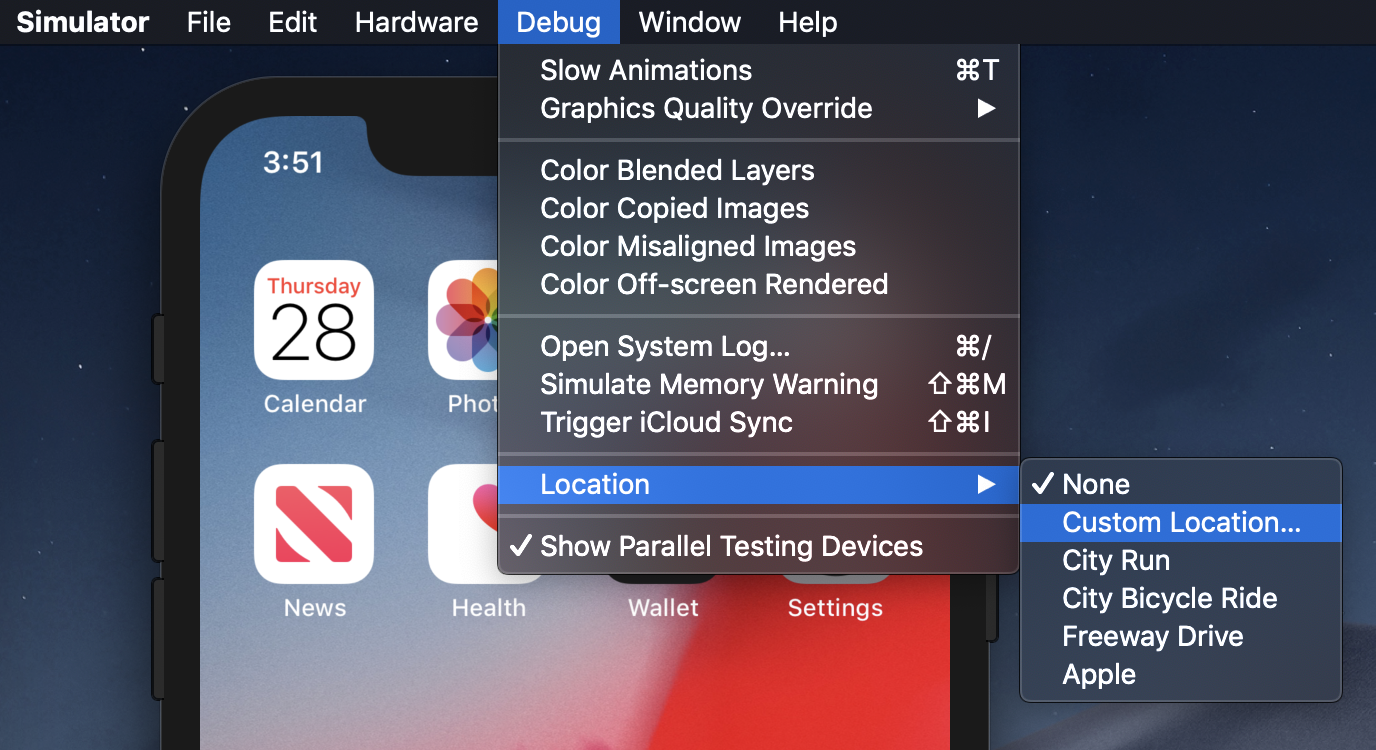 Simulator File Edit Hardware Debug Window Help
Slow Animations ⌘T
Graphics Quality Override ▶
Color Blended Layers
Color Copied Images
Color Misaligned Images
Color Off-screen Rendered
Open System Log... ⌘/
Simulate Memory Warning ⇧⌘M
Trigger iCloud Sync ⇧⌘I
Location ▶
✓ Show Parallel Testing Devices
✓ None
Custom Location...
City Run
City Bicycle Ride
Freeway Drive
Apple
3:51
Thursday
28
Calendar Phot
News Health Wallet Settings